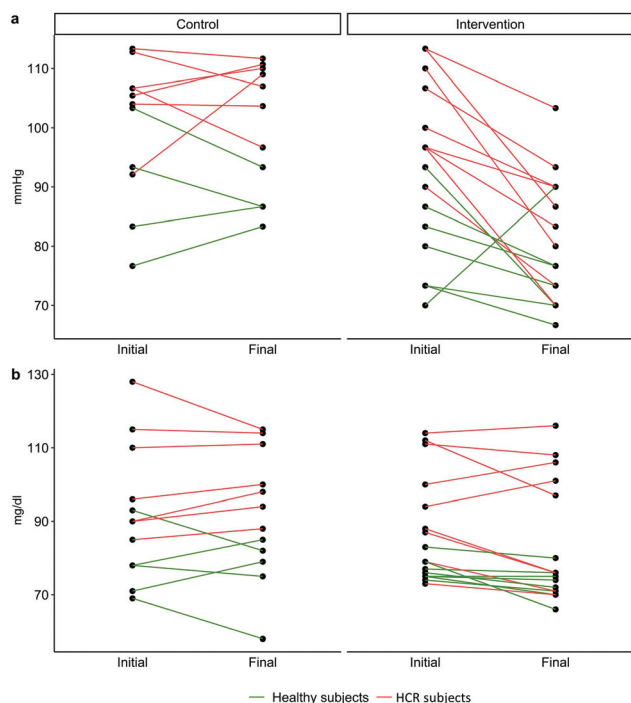 a
Control
Intervention
mmHg
110
100
90
80
70
Initial
Final
Initial
Final
b
mg/dl
130
110
90
70
Initial
Final
Initial
Final
Healthy subjects
HCR subjects